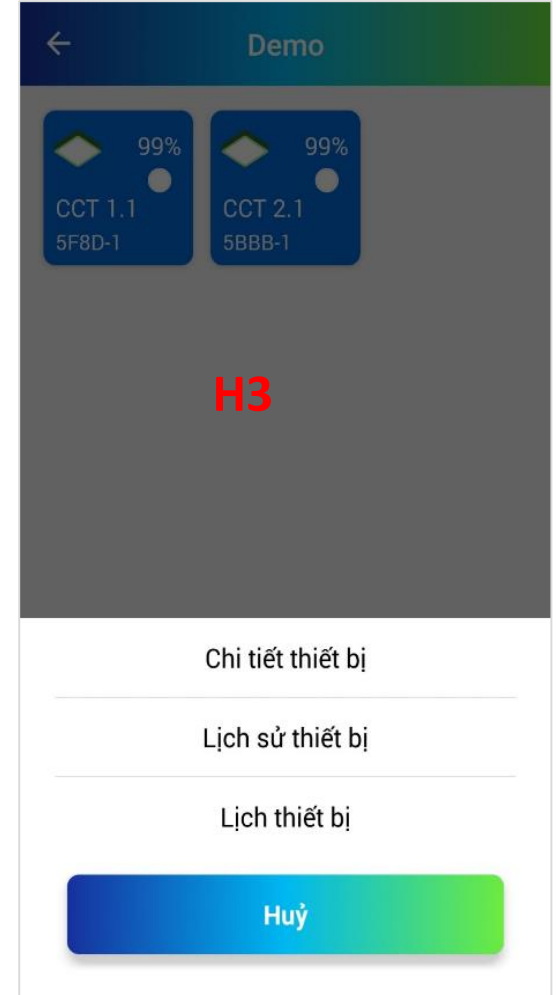 Demo
99%
99%
CCT 1.1
CCT 2.1
5F8D-1
5BBB-1
H3
Chi tiết thiết bị
Lịch sử thiết bị
Lịch thiết bị
Huỷ